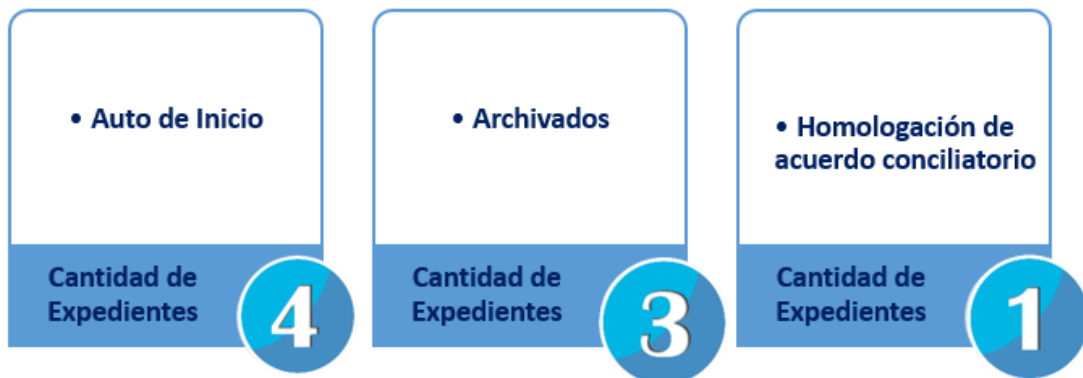 • Auto de Inicio
Cantidad de
Expedientes
4
• Archivados
Cantidad de
Expedientes
3
• Homologación de
acuerdo conciliatorio
Cantidad de
Expedientes
1